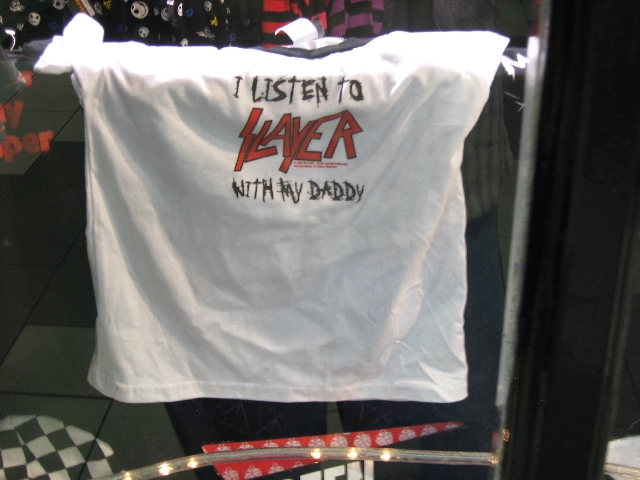 I LISTEN TO
SLAYER
WITH MY DADDY